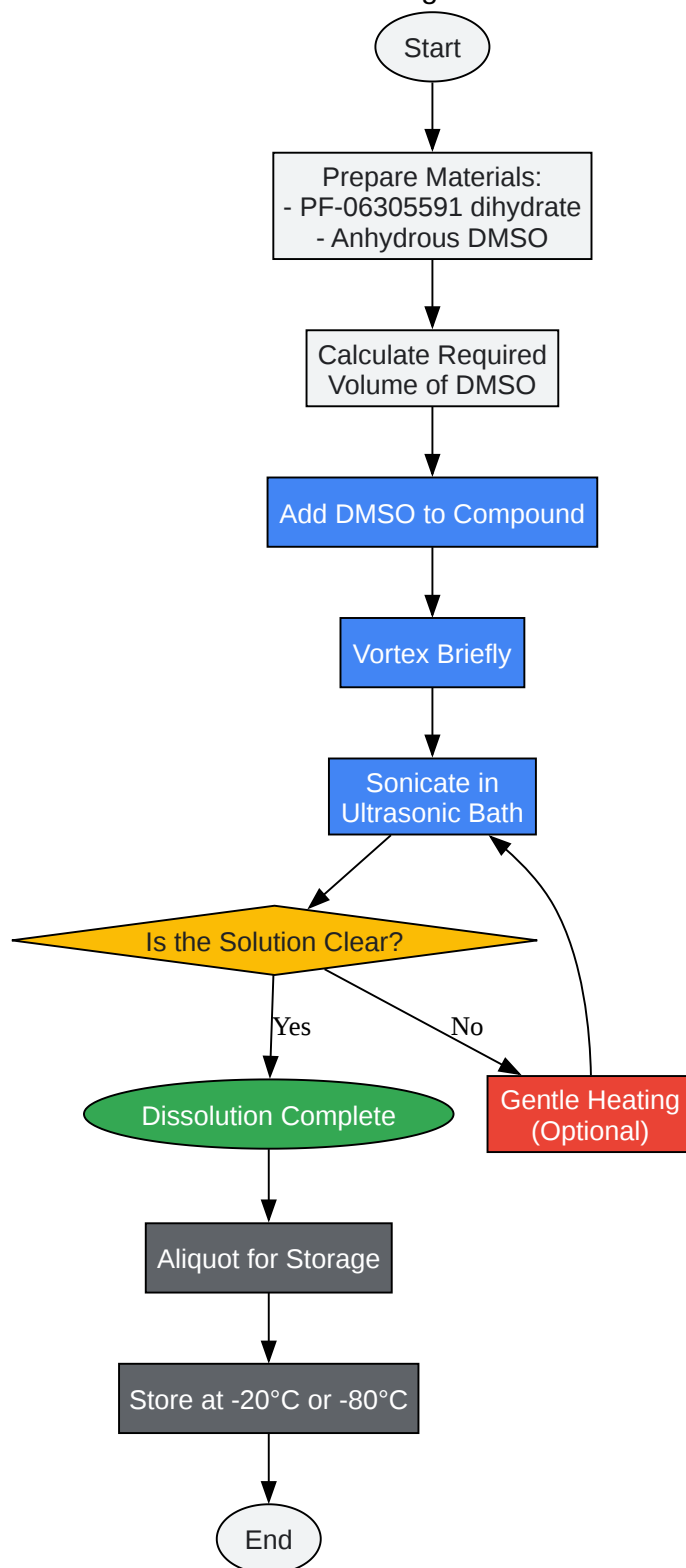 Start
Prepare Materials:
- PF-06305591 dihydrate
- Anhydrous DMSO
Calculate Required
Volume of DMSO
Add DMSO to Compound
Vortex Briefly
Sonicate in
Ultrasonic Bath
Is the Solution Clear?
Yes
No
Dissolution Complete
Gentle Heating
(Optional)
Aliquot for Storage
Store at -20°C or -80°C
End